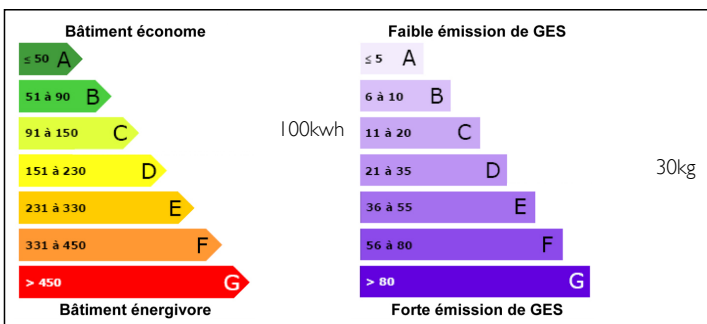 Bâtiment économe
≤ 50 A
51 à 90 B
91 à 150 C
100kwh
151 à 230 D
231 à 330 E
331 à 450 F
> 450 G
Bâtiment énergivore
Faible émission de GES
≤ 5 A
6 à 10 B
11 à 20 C
21 à 35 D
30kg
36 à 55 E
56 à 80 F
> 80 G
Forte émission de GES